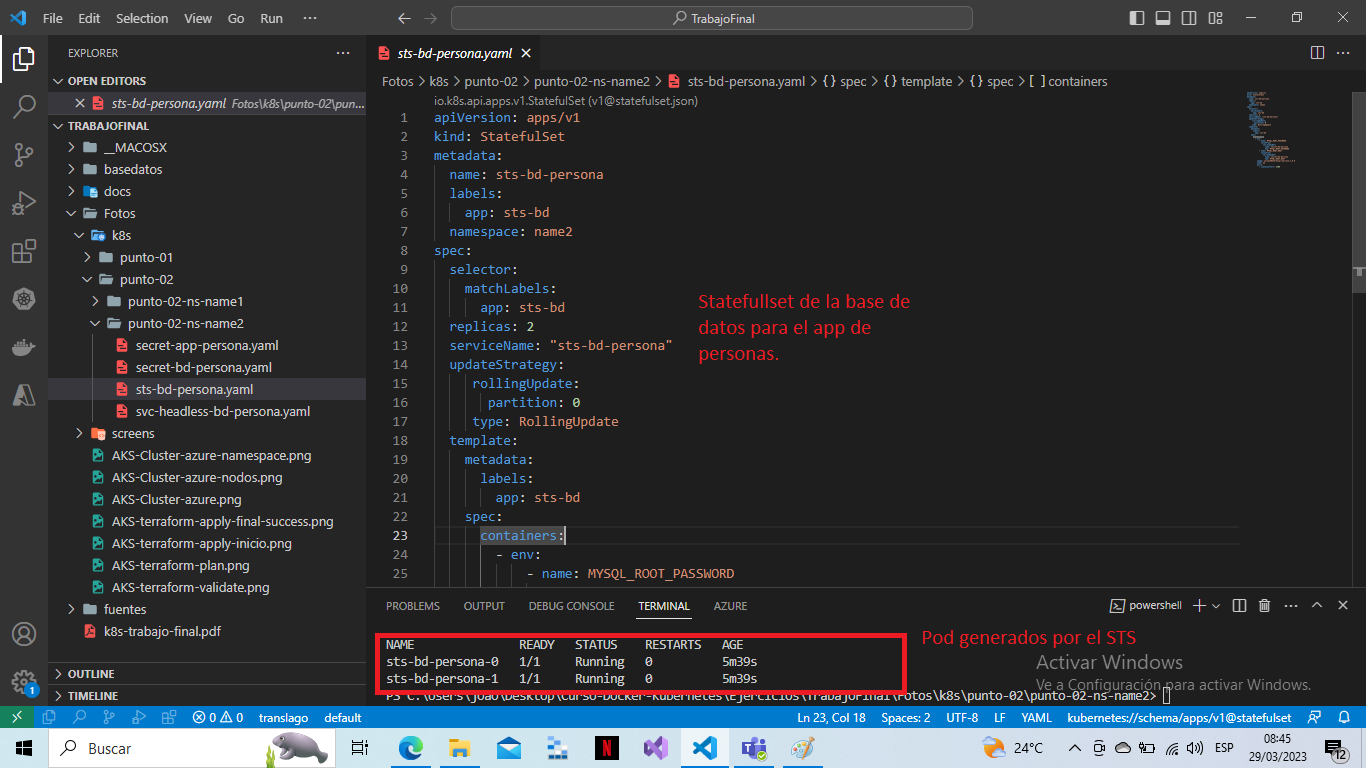 File Edit Selection View Go Run ···
TrabajoFinal
EXPLORER
OPEN EDITORS
sts-bd-persona.yaml Fotos\k8s\punto-02\pun...
TRABAJOFINAL
__MACOSX
basedatos
docs
Fotos
k8s
punto-01
punto-02
punto-02-ns-name1
punto-02-ns-name2
secret-app-persona.yaml
secret-bd-persona.yaml
sts-bd-persona.yaml
svc-headless-bd-persona.yaml
screens
AKS-Cluster-azure-namespace.png
AKS-Cluster-azure-nodos.png
AKS-Cluster-azure.png
AKS-terraform-apply-final-success.png
AKS-terraform-apply-inicio.png
AKS-terraform-plan.png
AKS-terraform-validate.png
fuentes
k8s-trabajo-final.pdf
OUTLINE
TIMELINE
1
sts-bd-persona.yaml
Fotos > k8s > punto-02 > punto-02-ns-name2 > sts-bd-persona.yaml > {} spec > {} template > {} spec > [ ] containers
io.k8s.api.apps.v1.StatefulSet (v1@statefulset.json)
1 apiVersion: apps/v1
2 kind: StatefulSet
3 metadata:
4 name: sts-bd-persona
5 labels:
6 app: sts-bd
7 namespace: name2
8 spec:
9 selector:
10 matchLabels:
11 app: sts-bd
12 replicas: 2
13 serviceName: "sts-bd-persona"
14 updateStrategy:
15 rollingUpdate:
16 partition: 0
17 type: RollingUpdate
18 template:
19 metadata:
20 labels:
21 app: sts-bd
22 spec:
23 containers:
24 - env:
25 - name: MYSQL_ROOT_PASSWORD
Statefullset de la base de
datos para el app de
personas.
PROBLEMS OUTPUT DEBUG CONSOLE TERMINAL AZURE
powershell
NAME READY STATUS RESTARTS AGE
sts-bd-persona-0 1/1 Running 0 5m39s
sts-bd-persona-1 1/1 Running 0 5m39s
PS C:\Users\joao\Desktop\Curso-Docker-Kubernetes\Ejercicios\TrabajoFinal\Fotos\k8s\punto-02\punto-02-ns-name2>
Pod generados por el STS
Activar Windows
Ve a Configuración para activar Windows.
0 0 translago default
Ln 23, Col 18 Spaces: 2 UTF-8 LF YAML kubernetes://schema/apps/v1@statefulset
Buscar
24°C
ESP
08:45
29/03/2023
12